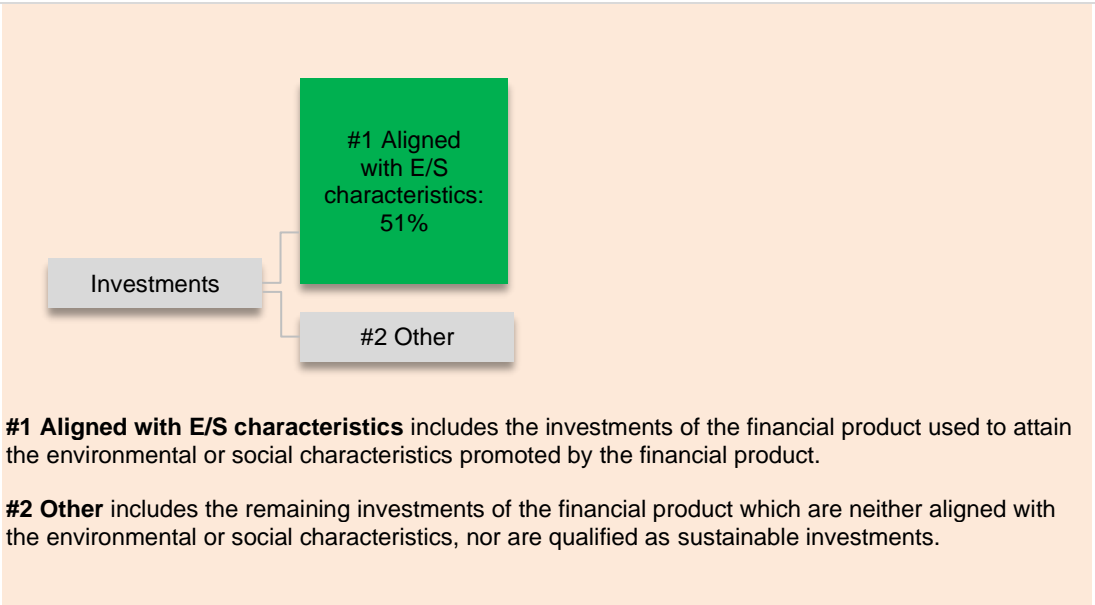 #1 Aligned
with E/S
characteristics:
51%
Investments
#2 Other
#1 Aligned with E/S characteristics includes the investments of the financial product used to attain
the environmental or social characteristics promoted by the financial product.
#2 Other includes the remaining investments of the financial product which are neither aligned with
the environmental or social characteristics, nor are qualified as sustainable investments.